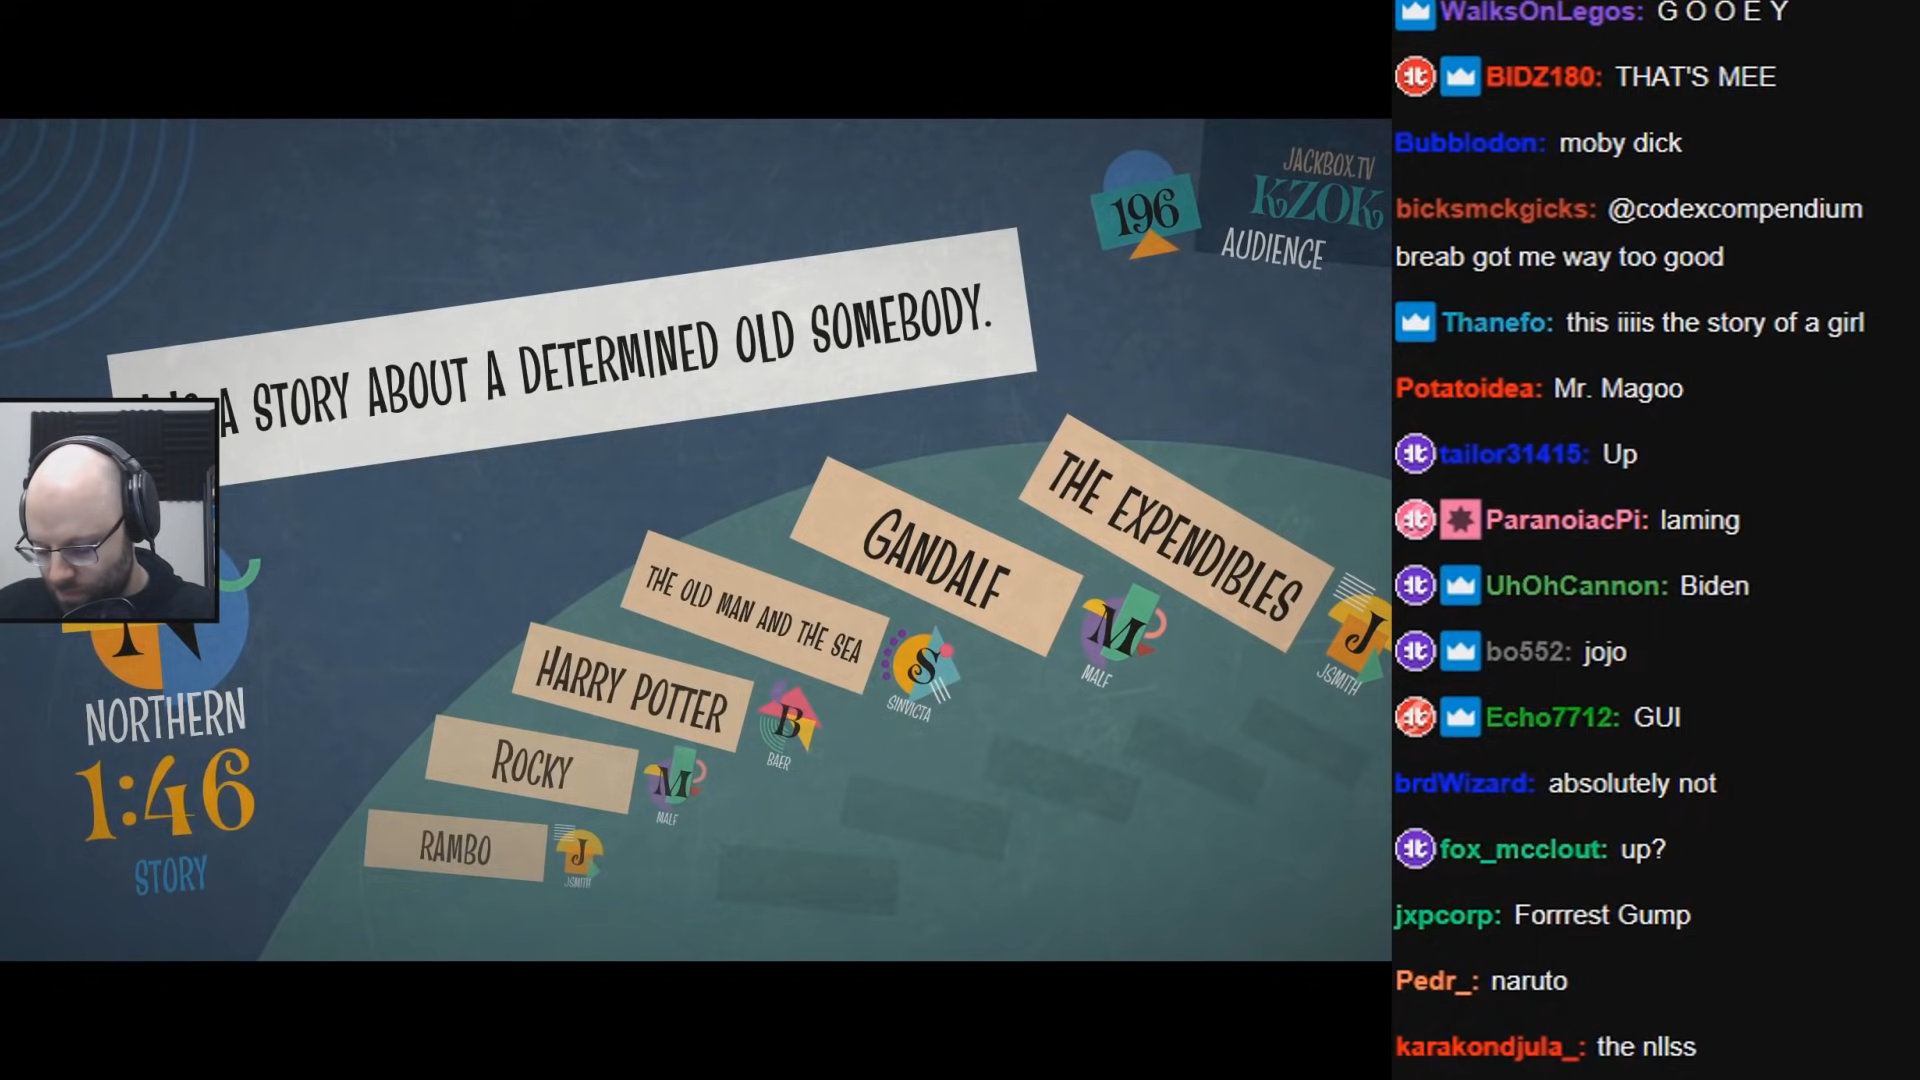 JACKBOX.TV
KZOK
196
AUDIENCE
A STORY ABOUT A DETERMINED OLD SOMEBODY.
THE EXPENDIBLES
J
JSMITH
GANDALF
M
MALF
THE OLD MAN AND THE SEA
S
SINVICTA
HARRY POTTER
B
BAER
ROCKY
M
MALF
RAMBO
J
JSMITH
NORTHERN
1:46
STORY
WalksOnLegos: G O O E Y
BIDZ180: THAT'S MEE
Bubblodon: moby dick
bicksmckgicks: @codexcompendium
breab got me way too good
Thanefo: this iiiis the story of a girl
Potatoidea: Mr. Magoo
tailor31415: Up
ParanoiacPi: laming
UhOhCannon: Biden
bo552: jojo
Echo7712: GUI
brdWizard: absolutely not
fox_mcclout: up?
jxpcorp: Forrrest Gump
Pedr_: naruto
karakondjula_: the nllss